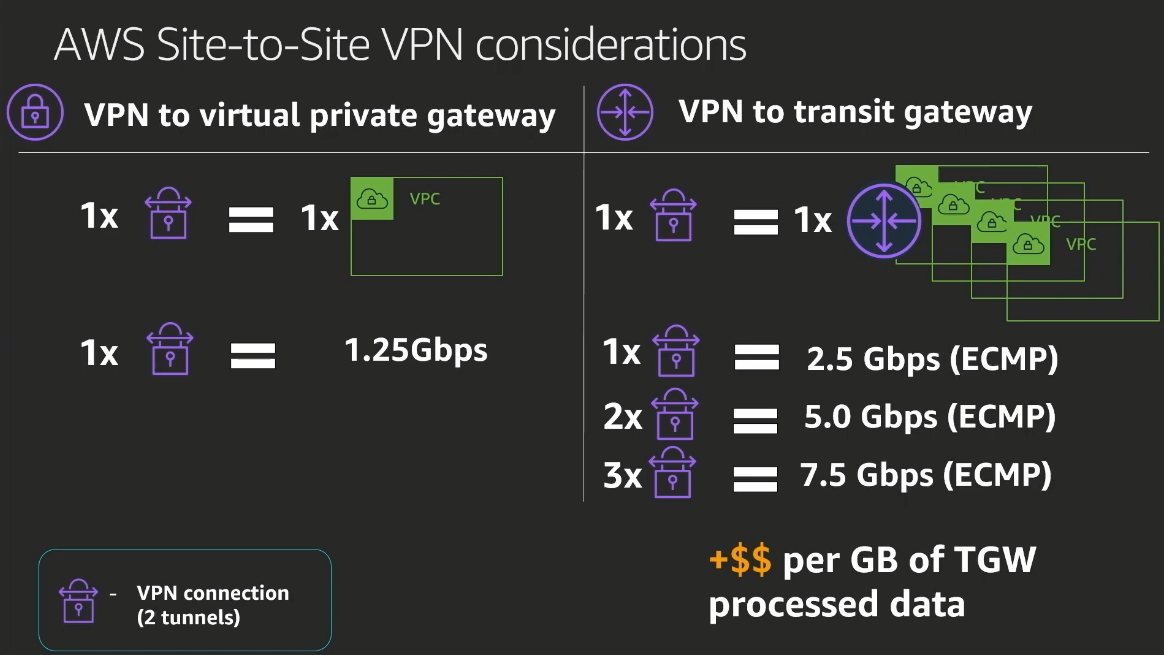 AWS Site-to-Site VPN considerations
VPN to virtual private gateway
1x = 1x VPC
1x = 1.25Gbps
VPN to transit gateway
1x = 1x VPC VPC VPC VPC
1x = 2.5 Gbps (ECMP)
2x = 5.0 Gbps (ECMP)
3x = 7.5 Gbps (ECMP)
+$$ per GB of TGW
processed data
- VPN connection
(2 tunnels)